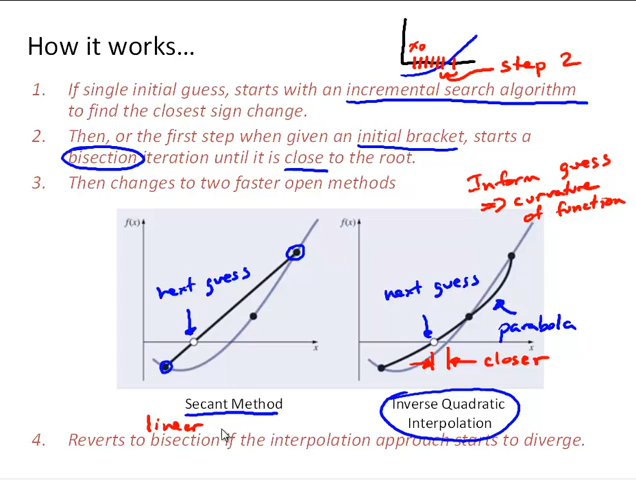 How it works...
x0
step 2
1. If single initial guess, starts with an incremental search algorithm
to find the closest sign change.
2. Then, or the first step when given an initial bracket, starts a
bisection iteration until it is close to the root.
3. Then changes to two faster open methods
Inform guess
=> curvature
of function
f(x)
next guess
x
Secant Method
linear
f(x)
next guess
parabola
x
closer
Inverse Quadratic
Interpolation
4. Reverts to bisection if the interpolation approach starts to diverge.